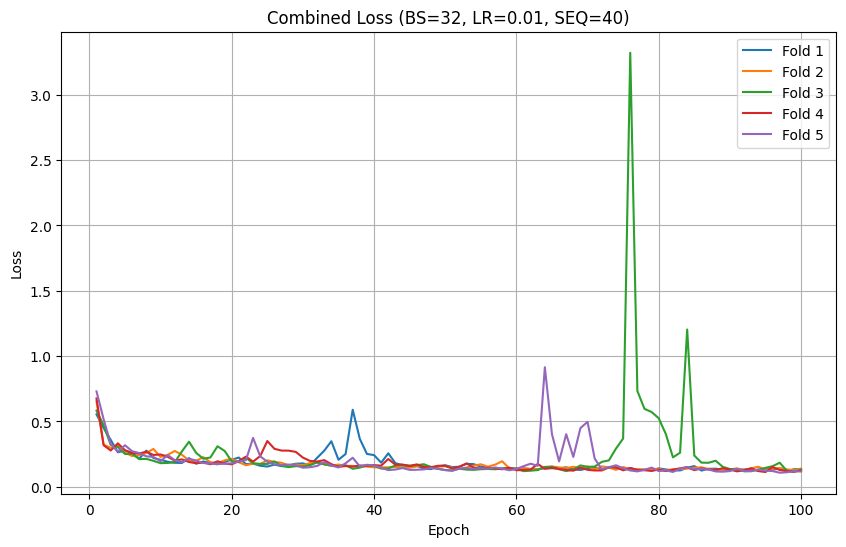 Combined Loss (BS=32, LR=0.01, SEQ=40)
Fold 1
Fold 2
Fold 3
Fold 4
Fold 5
3.0
2.5
2.0
1.5
1.0
0.5
0.0
Loss
0 20 40 60 80 100
Epoch